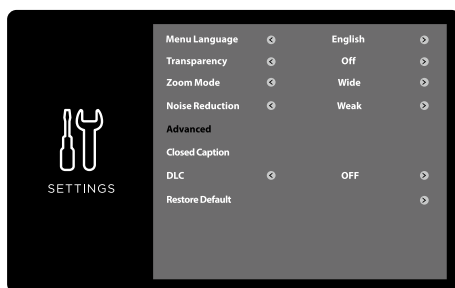 Menu Language English
Transparency Off
Zoom Mode Wide
Noise Reduction Weak
Advanced
Closed Caption
DLC OFF
Restore Default
SETTINGS